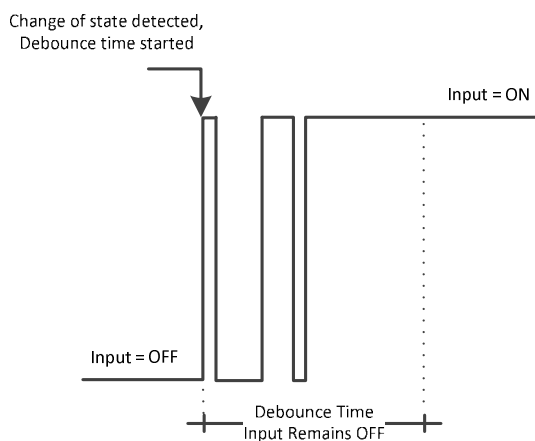 Change of state detected,
Debounce time started
Input = ON
Input = OFF
Debounce Time
Input Remains OFF